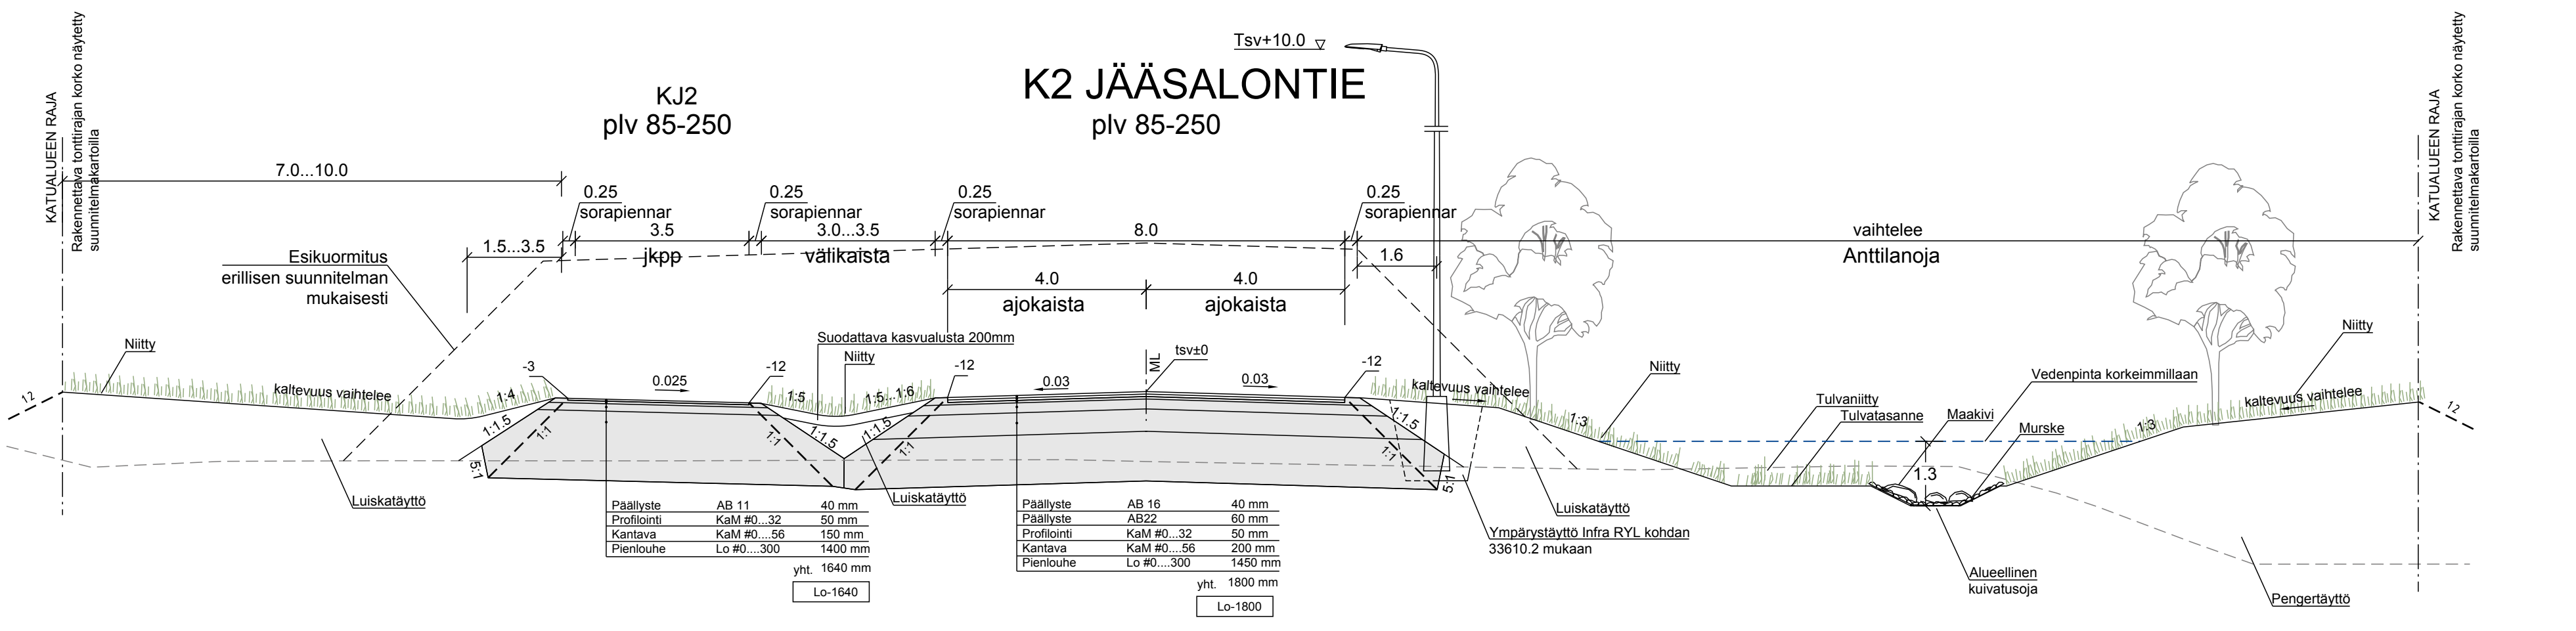 KATUALUEEN RAJA
Rakennettava tonttirajan korko näytetty
suunnitelmakartoilla
KJ2
plv 85-250
K2 JÄÄSALONTIE
plv 85-250
Tsv+10.0
KATUALUEEN RAJA
Rakennettava tonttirajan korko näytetty
suunnitelmakartoilla
7.0...10.0
0.25
sorapiennar
0.25
sorapiennar
0.25
sorapiennar
0.25
sorapiennar
1.5...3.5
3.5
jkpp
3.0...3.5
välikaista
8.0
1.6
vaihtelee
Anttilanoja
4.0
ajokaista
4.0
ajokaista
Esikuormitus
erillisen suunnitelman
mukaisesti
Niitty
Suodattava kasvualusta 200mm
Niitty
tsv±0
ML
Niitty
Vedenpinta korkeimmillaan
Niitty
1:2
kaltevuus vaihtelee
1:4
-3
0.025
-12
1:5
1:5...1:6
-12
0.03
0.03
-12
kaltevuus vaihtelee
1:3
Tulvaniitty
Tulvatasanne
Maakivi
Murske
1:3
kaltevuus vaihtelee
1:2
1:1.5
1:1
5:1
1:1
1:1.5
1:1.5
1:1
1:1.5
1:1
5:1
1.3
Luiskatäyttö
Luiskatäyttö
Luiskatäyttö
Päällyste AB 11 40 mm
Profilointi KaM #0...32 50 mm
Kantava KaM #0....56 150 mm
Pienlouhe Lo #0....300 1400 mm
yht. 1640 mm
Lo-1640
Päällyste AB 16 40 mm
Päällyste AB22 60 mm
Profilointi KaM #0...32 50 mm
Kantava KaM #0....56 200 mm
Pienlouhe Lo #0....300 1450 mm
yht. 1800 mm
Lo-1800
Ympärystäyttö Infra RYL kohdan
33610.2 mukaan
Alueellinen
kuivatusoja
Pengertäyttö